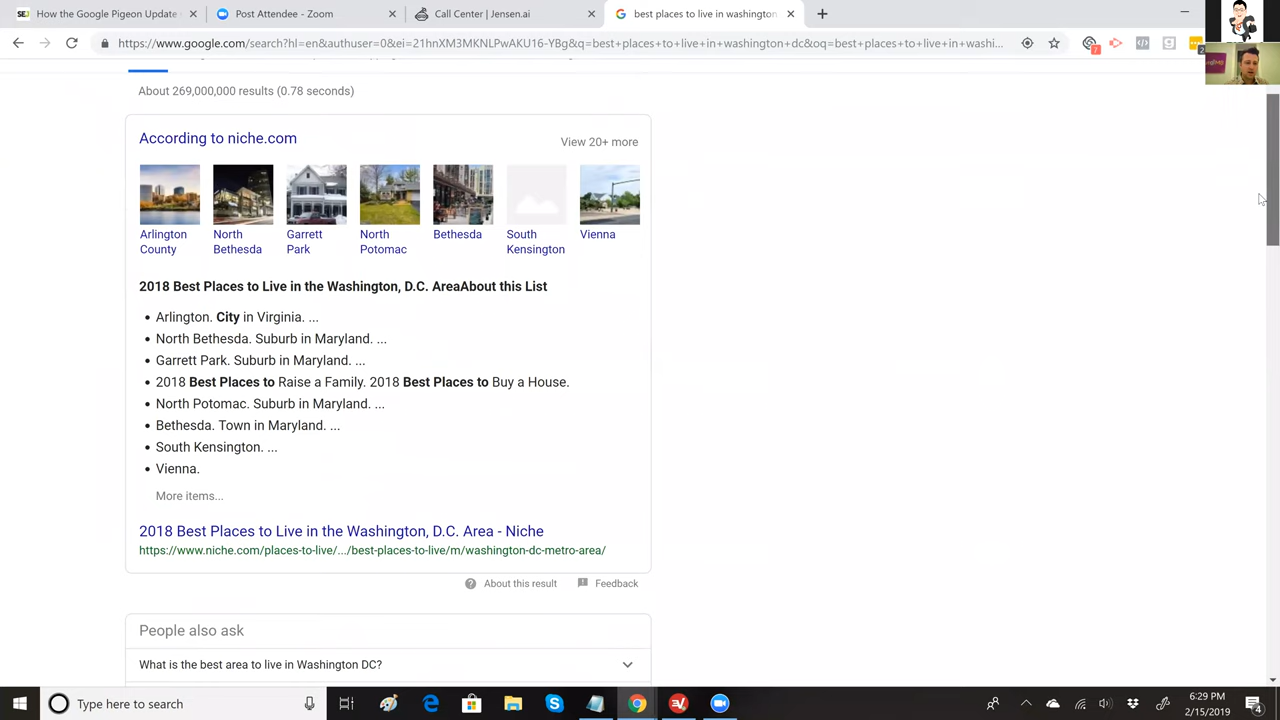 How the Google Pigeon Update
Post Attendee - Zoom
Call Center | Jensen.ai
best places to live in washington
https://www.google.com/search?hl=en&authuser=0&ei=21hnXM3MKN
q=best+places+to+live+in+washington+dc&oq=best+places+to+live+in+washi...
7
2
About 269,000,000 results (0.78 seconds)
According to niche.com
View 20+ more
Arlington County
North Bethesda
Garrett Park
North Potomac
Bethesda
South Kensington
Vienna
2018 Best Places to Live in the Washington, D.C. AreaAbout this List
• Arlington. City in Virginia. ...
• North Bethesda. Suburb in Maryland. ...
• Garrett Park. Suburb in Maryland. ...
• 2018 Best Places to Raise a Family. 2018 Best Places to Buy a House.
• North Potomac. Suburb in Maryland. ...
• Bethesda. Town in Maryland. ...
• South Kensington. ...
• Vienna.
More items...
2018 Best Places to Live in the Washington, D.C. Area - Niche
https://www.niche.com/places-to-live/.../best-places-to-live/m/washington-dc-metro-area/
About this result
Feedback
People also ask
What is the best area to live in Washington DC?
Type here to search
6:29 PM
2/15/2019
4